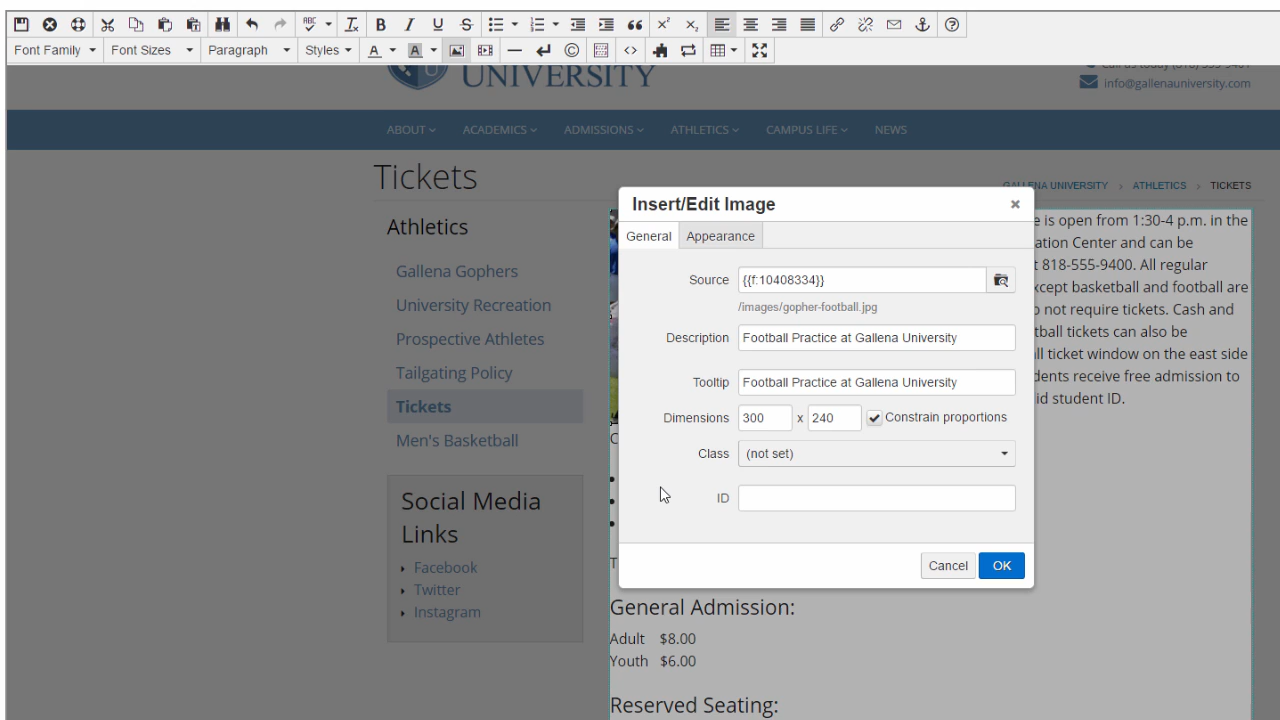 ABC
Font Family Font Sizes Paragraph Styles A A
UNIVERSITY
info@gallenauniversity.com
ABOUT ACADEMICS ADMISSIONS ATHLETICS CAMPUS LIFE NEWS
Tickets
GALLENA UNIVERSITY > ATHLETICS > TICKETS
Athletics
Gallena Gophers
University Recreation
Prospective Athletes
Tailgating Policy
Tickets
Men's Basketball
Social Media
Links
Facebook
Twitter
Instagram
Insert/Edit Image
General Appearance
Source {{f:10408334}}
/images/gopher-football.jpg
Description Football Practice at Gallena University
Tooltip Football Practice at Gallena University
Dimensions 300 x 240 Constrain proportions
Class (not set)
ID
Cancel OK
e is open from 1:30-4 p.m. in the
ation Center and can be
t 818-555-9400. All regular
xcept basketball and football are
o not require tickets. Cash and
tball tickets can also be
ll ticket window on the east side
dents receive free admission to
id student ID.
General Admission:
Adult $8.00
Youth $6.00
Reserved Seating: